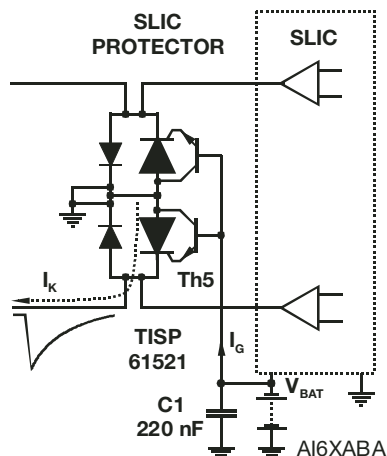 SLIC
PROTECTOR
SLIC
Th5
IK
TISP
61521
IG
C1
220 nF
VBAT
AI6XABA